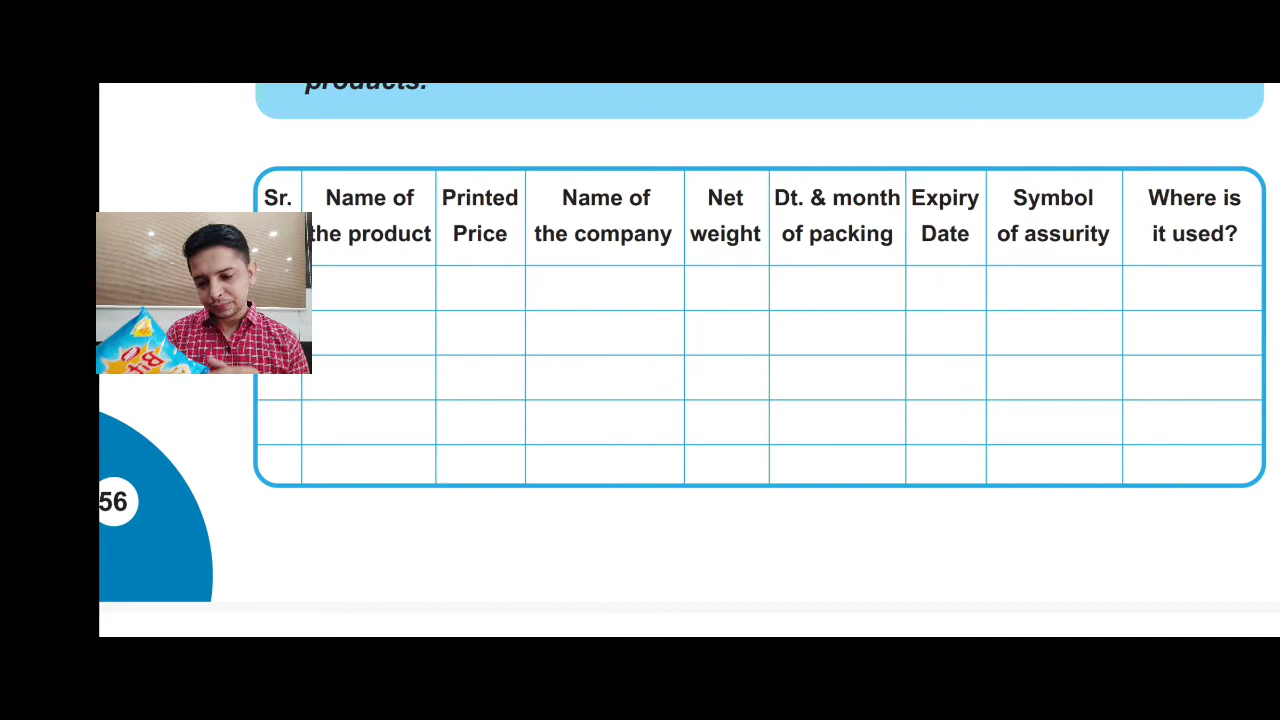 products.
Sr.
Name of
the product
Printed
Price
Name of
the company
Net
weight
Dt. & month
of packing
Expiry
Date
Symbol
of assurity
Where is
it used?
56